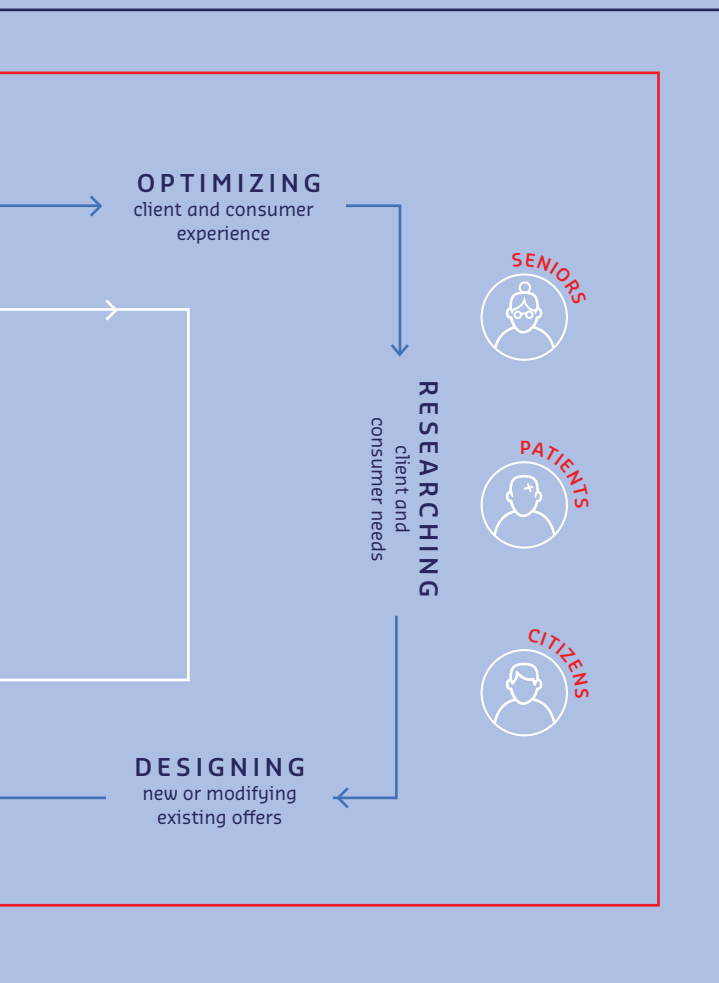 OPTIMIZING
client and consumer
experience
SENIORS
RESEARCHING
client and
consumer needs
PATIENTS
CITIZENS
DESIGNING
new or modifying
existing offers